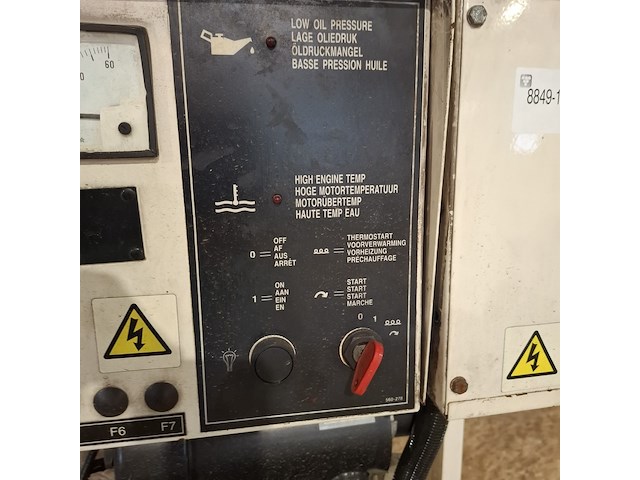 LOW OIL PRESSURE
LAGE OLIEDRUK
ÖLDRUCKMANGEL
BASSE PRESSION HUILE
60
8849-1
HIGH ENGINE TEMP
HOGE MOTORTEMPERATUUR
MOTORÜBERTEMP
HAUTE TEMP EAU
0 = OFF
AF
AUS
ARRÊT
THERMOSTART
VOORVERWARMING
VORHEIZUNG
PRÉCHAUFFAGE
1 = ON
AAN
EIN
EN
START
START
START
MARCHE
0 1
F6 F7